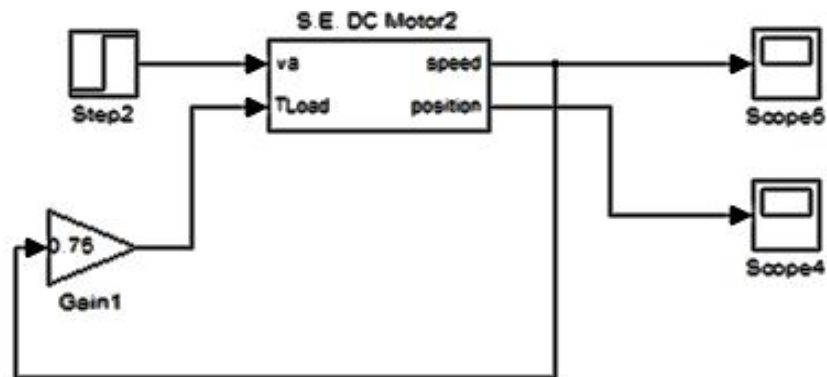 S.E. DC Motor2
va
speed
TLoad
position
Step2
Scope5
0.75
Gain1
Scope4